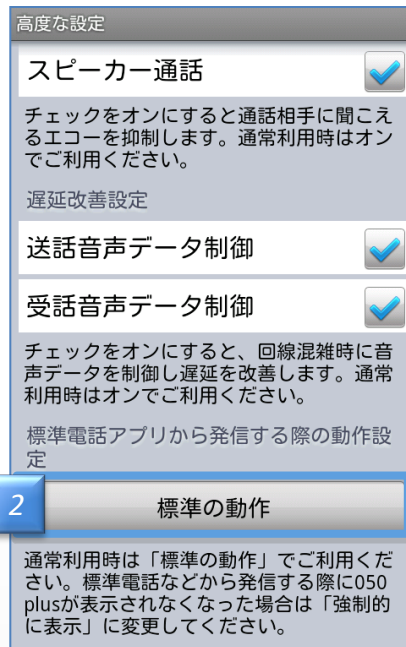 高度な設定
スピーカー通話
チェックをオンにすると通話相手に聞こえ
るエコーを抑制します。通常利用時はオン
でご利用ください。
遅延改善設定
送話音声データ制御
受話音声データ制御
チェックをオンにすると、回線混雑時に音
声データを制御し遅延を改善します。通常
利用時はオンでご利用ください。
標準電話アプリから発信する際の動作設
定
2
標準の動作
通常利用時は「標準の動作」でご利用くだ
さい。標準電話などから発信する際に050
plusが表示されなくなった場合は「強制的
に表示」に変更してください。